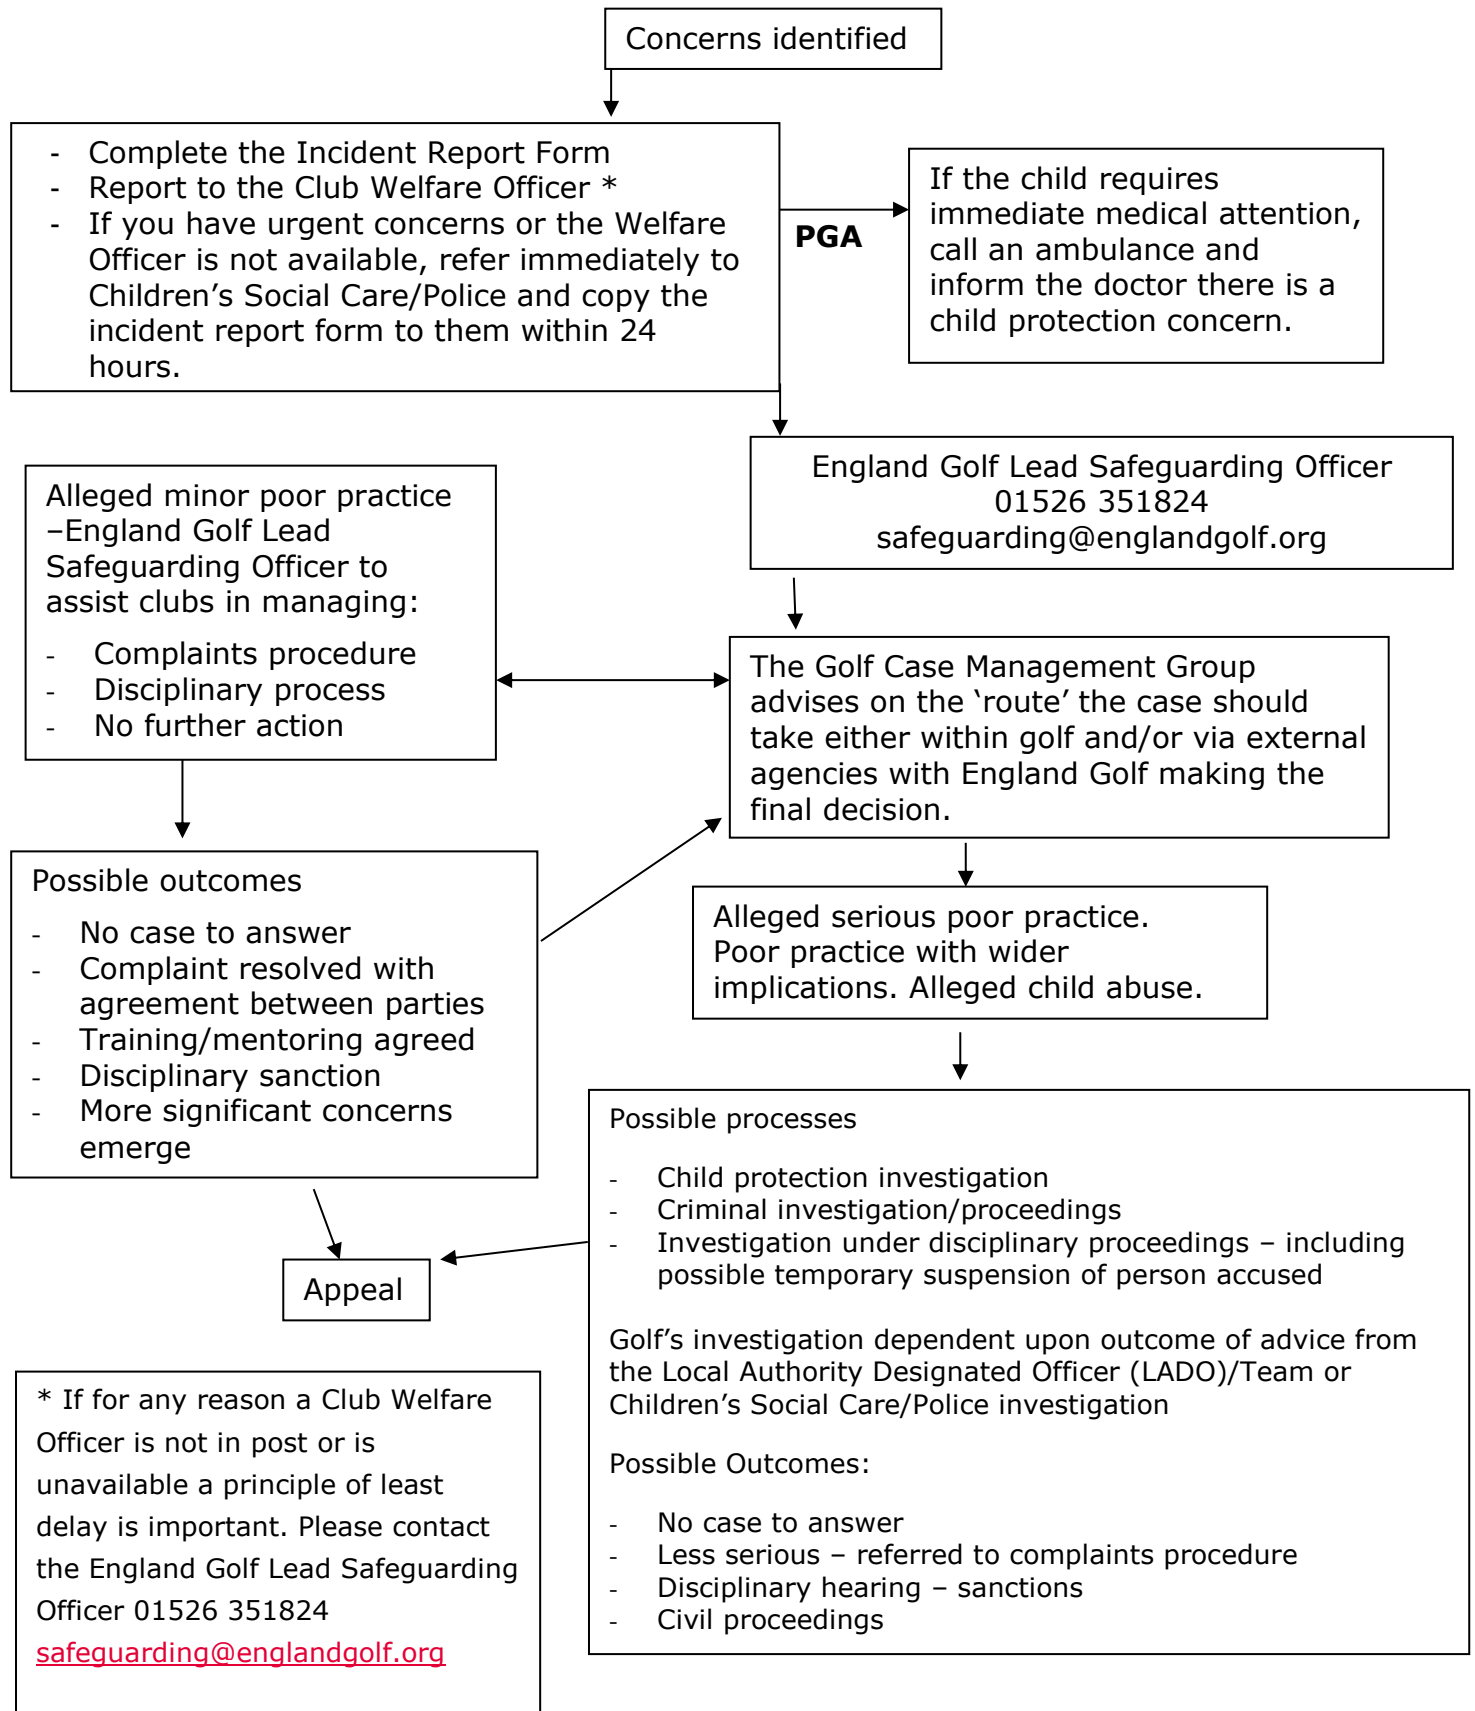 Concerns identified
- Complete the Incident Report Form
- Report to the Club Welfare Officer *
- If you have urgent concerns or the Welfare
Officer is not available, refer immediately to
Children’s Social Care/Police and copy the
incident report form to them within 24
hours.
PGA
If the child requires
immediate medical attention,
call an ambulance and
inform the doctor there is a
child protection concern.
England Golf Lead Safeguarding Officer
01526 351824
safeguarding@englandgolf.org
Alleged minor poor practice
–England Golf Lead
Safeguarding Officer to
assist clubs in managing:
- Complaints procedure
- Disciplinary process
- No further action
The Golf Case Management Group
advises on the ‘route’ the case should
take either within golf and/or via external
agencies with England Golf making the
final decision.
Possible outcomes
- No case to answer
- Complaint resolved with
agreement between parties
- Training/mentoring agreed
- Disciplinary sanction
- More significant concerns
emerge
Alleged serious poor practice.
Poor practice with wider
implications. Alleged child abuse.
Possible processes
- Child protection investigation
- Criminal investigation/proceedings
- Investigation under disciplinary proceedings – including
possible temporary suspension of person accused
Golf’s investigation dependent upon outcome of advice from
the Local Authority Designated Officer (LADO)/Team or
Children’s Social Care/Police investigation
Possible Outcomes:
- No case to answer
- Less serious – referred to complaints procedure
- Disciplinary hearing – sanctions
- Civil proceedings
Appeal
* If for any reason a Club Welfare
Officer is not in post or is
unavailable a principle of least
delay is important. Please contact
the England Golf Lead Safeguarding
Officer 01526 351824
safeguarding@englandgolf.org